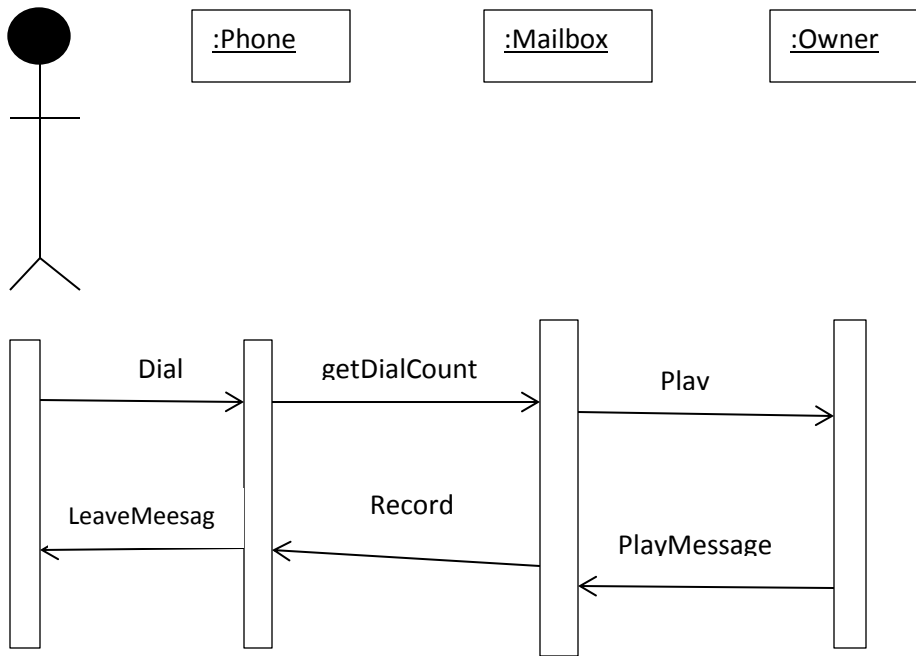 :Phone
:Mailbox
:Owner
Dial
getDialCount
Play
LeaveMeesag
Record
PlayMessage